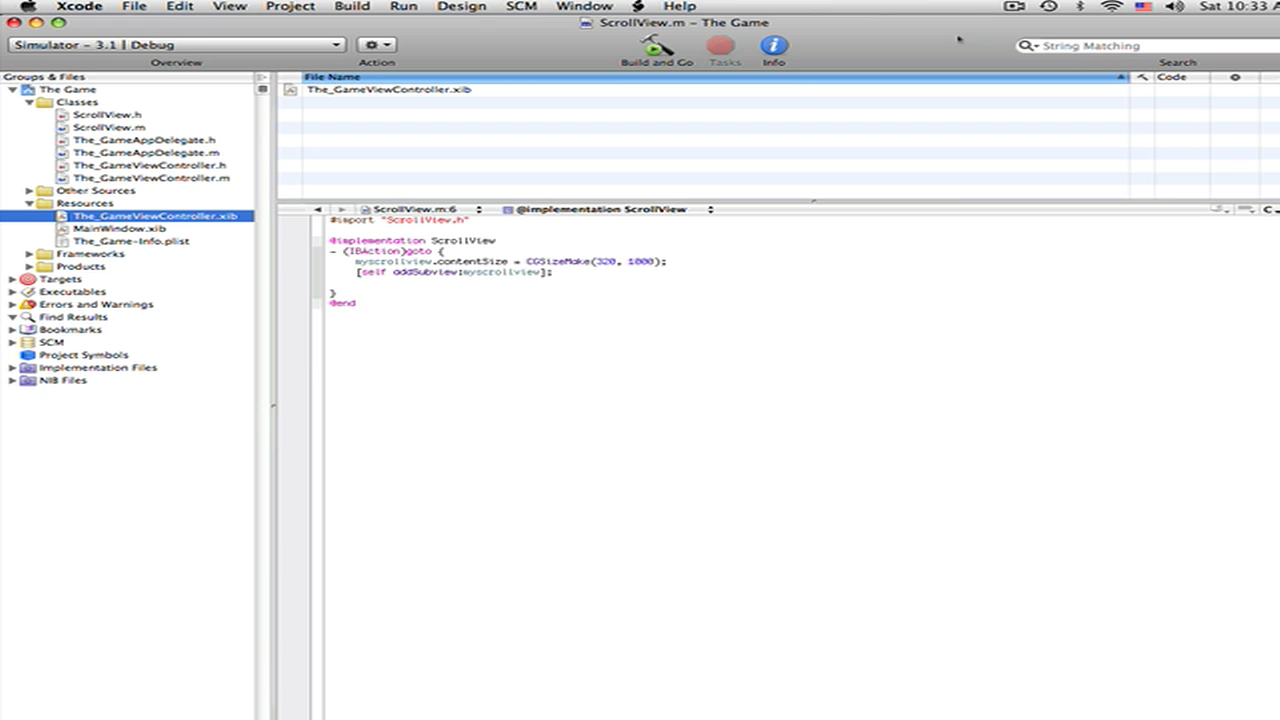 Xcode File Edit View Project Build Run Design SCM Window Help Sat 10:33 A
ScrollView.m - The Game
Simulator - 3.1 | Debug
String Matching
Overview Action Build and Go Tasks Info Search
Groups & Files
File Name Code
The Game
The_GameViewController.xib
Classes
ScrollView.h
ScrollView.m
The_GameAppDelegate.h
The_GameAppDelegate.m
The_GameViewController.h
The_GameViewController.m
Other Sources
Resources
The_GameViewController.xib
MainWindow.xib
The_Game-Info.plist
Frameworks
Products
Targets
Executables
Errors and Warnings
Find Results
Bookmarks
SCM
Project Symbols
Implementation Files
NIB Files
ScrollView.m:6 @implementation ScrollView C
#import "ScrollView.h"
@implementation ScrollView
- (IBAction)goto {
myscrollview.contentSize = CGSizeMake(320, 1000);
[self addSubview:myscrollview];
}
@end